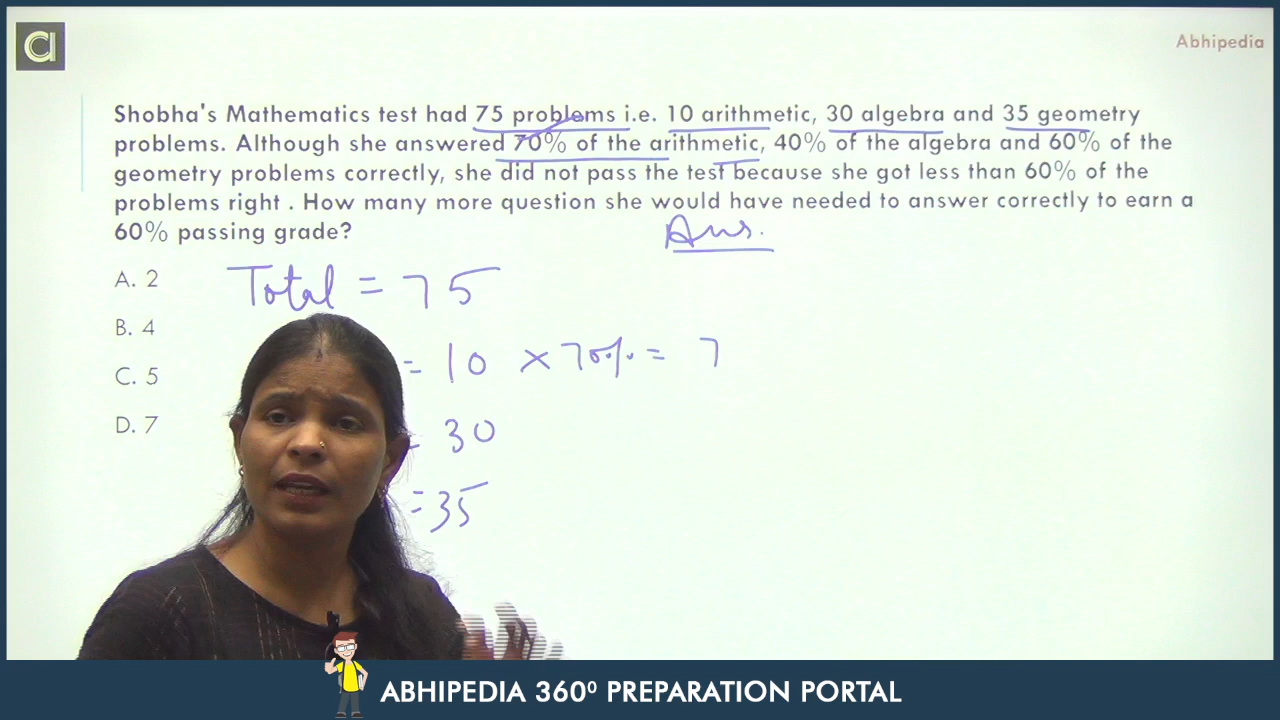 Abhipedia
Shobha's Mathematics test had 75 problems i.e. 10 arithmetic, 30 algebra and 35 geometry
problems. Although she answered 70% of the arithmetic, 40% of the algebra and 60% of the
geometry problems correctly, she did not pass the test because she got less than 60% of the
problems right . How many more question she would have needed to answer correctly to earn a
60% passing grade?
Ans.
A. 2
Total = 75
B. 4
= 10 × 70% = 7
C. 5
D. 7
= 30
= 35
ABHIPEDIA 360⁰ PREPARATION PORTAL